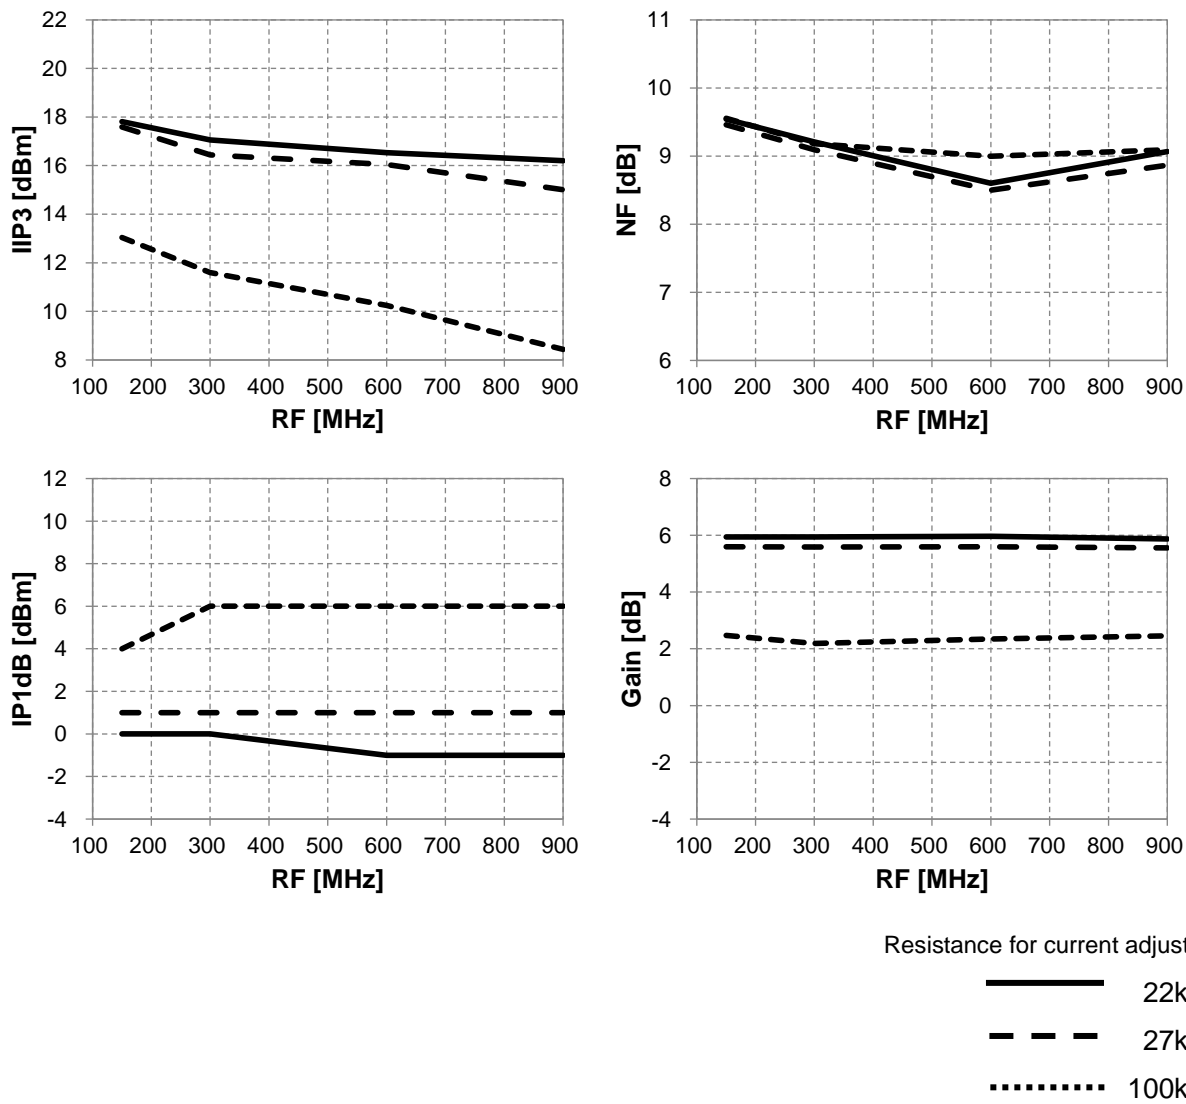 22
20
18
16
14
12
10
8
IIP3 [dBm]
100 200 300 400 500 600 700 800 900
RF [MHz]
11
10
9
8
7
6
NF [dB]
100 200 300 400 500 600 700 800 900
RF [MHz]
12
10
8
6
4
2
0
-2
-4
IP1dB [dBm]
100 200 300 400 500 600 700 800 900
RF [MHz]
8
6
4
2
0
-2
-4
Gain [dB]
100 200 300 400 500 600 700 800 900
RF [MHz]
Resistance for current adjust
22k
27k
100k